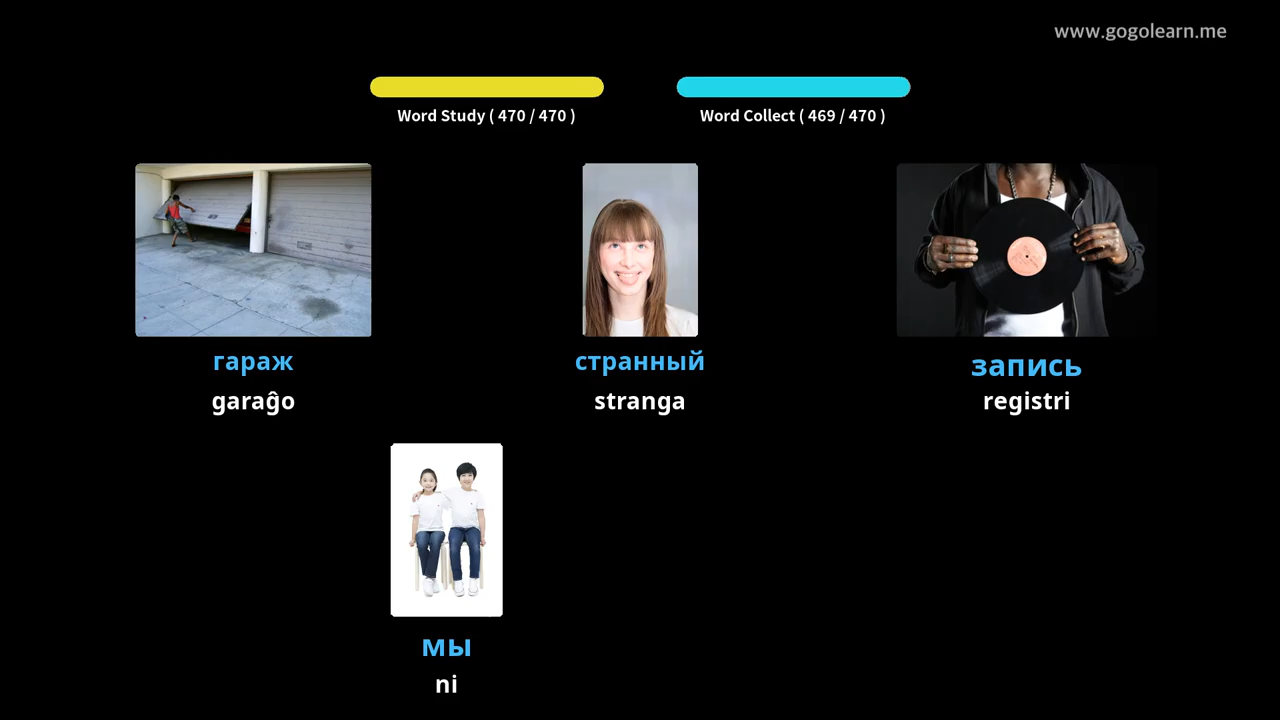 www.gogolearn.me
Word Study ( 470 / 470 )
Word Collect ( 469 / 470 )
гараж
странный
запись
garaĝo
stranga
registri
мы
ni